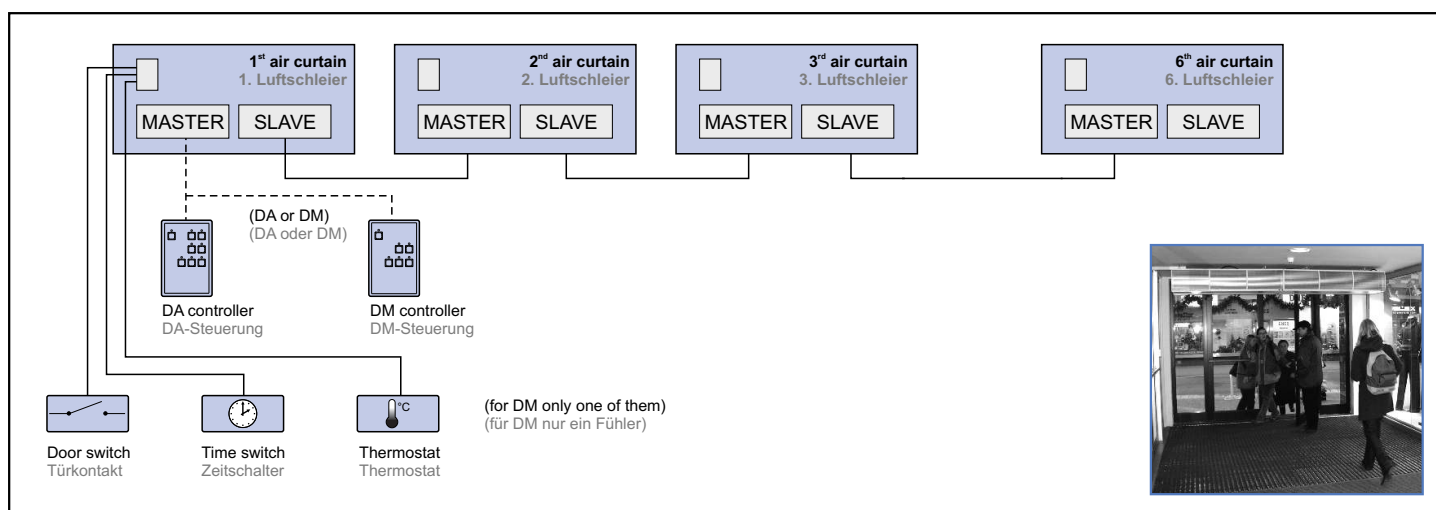 1st air curtain
1. Luftschleier
MASTER SLAVE
2nd air curtain
2. Luftschleier
MASTER SLAVE
3rd air curtain
3. Luftschleier
MASTER SLAVE
6th air curtain
6. Luftschleier
MASTER SLAVE
(DA or DM)
(DA oder DM)
DA controller
DA-Steuerung
DM controller
DM-Steuerung
°C
Door switch
Türkontakt
Time switch
Zeitschalter
Thermostat
Thermostat
(for DM only one of them)
(für DM nur ein Fühler)